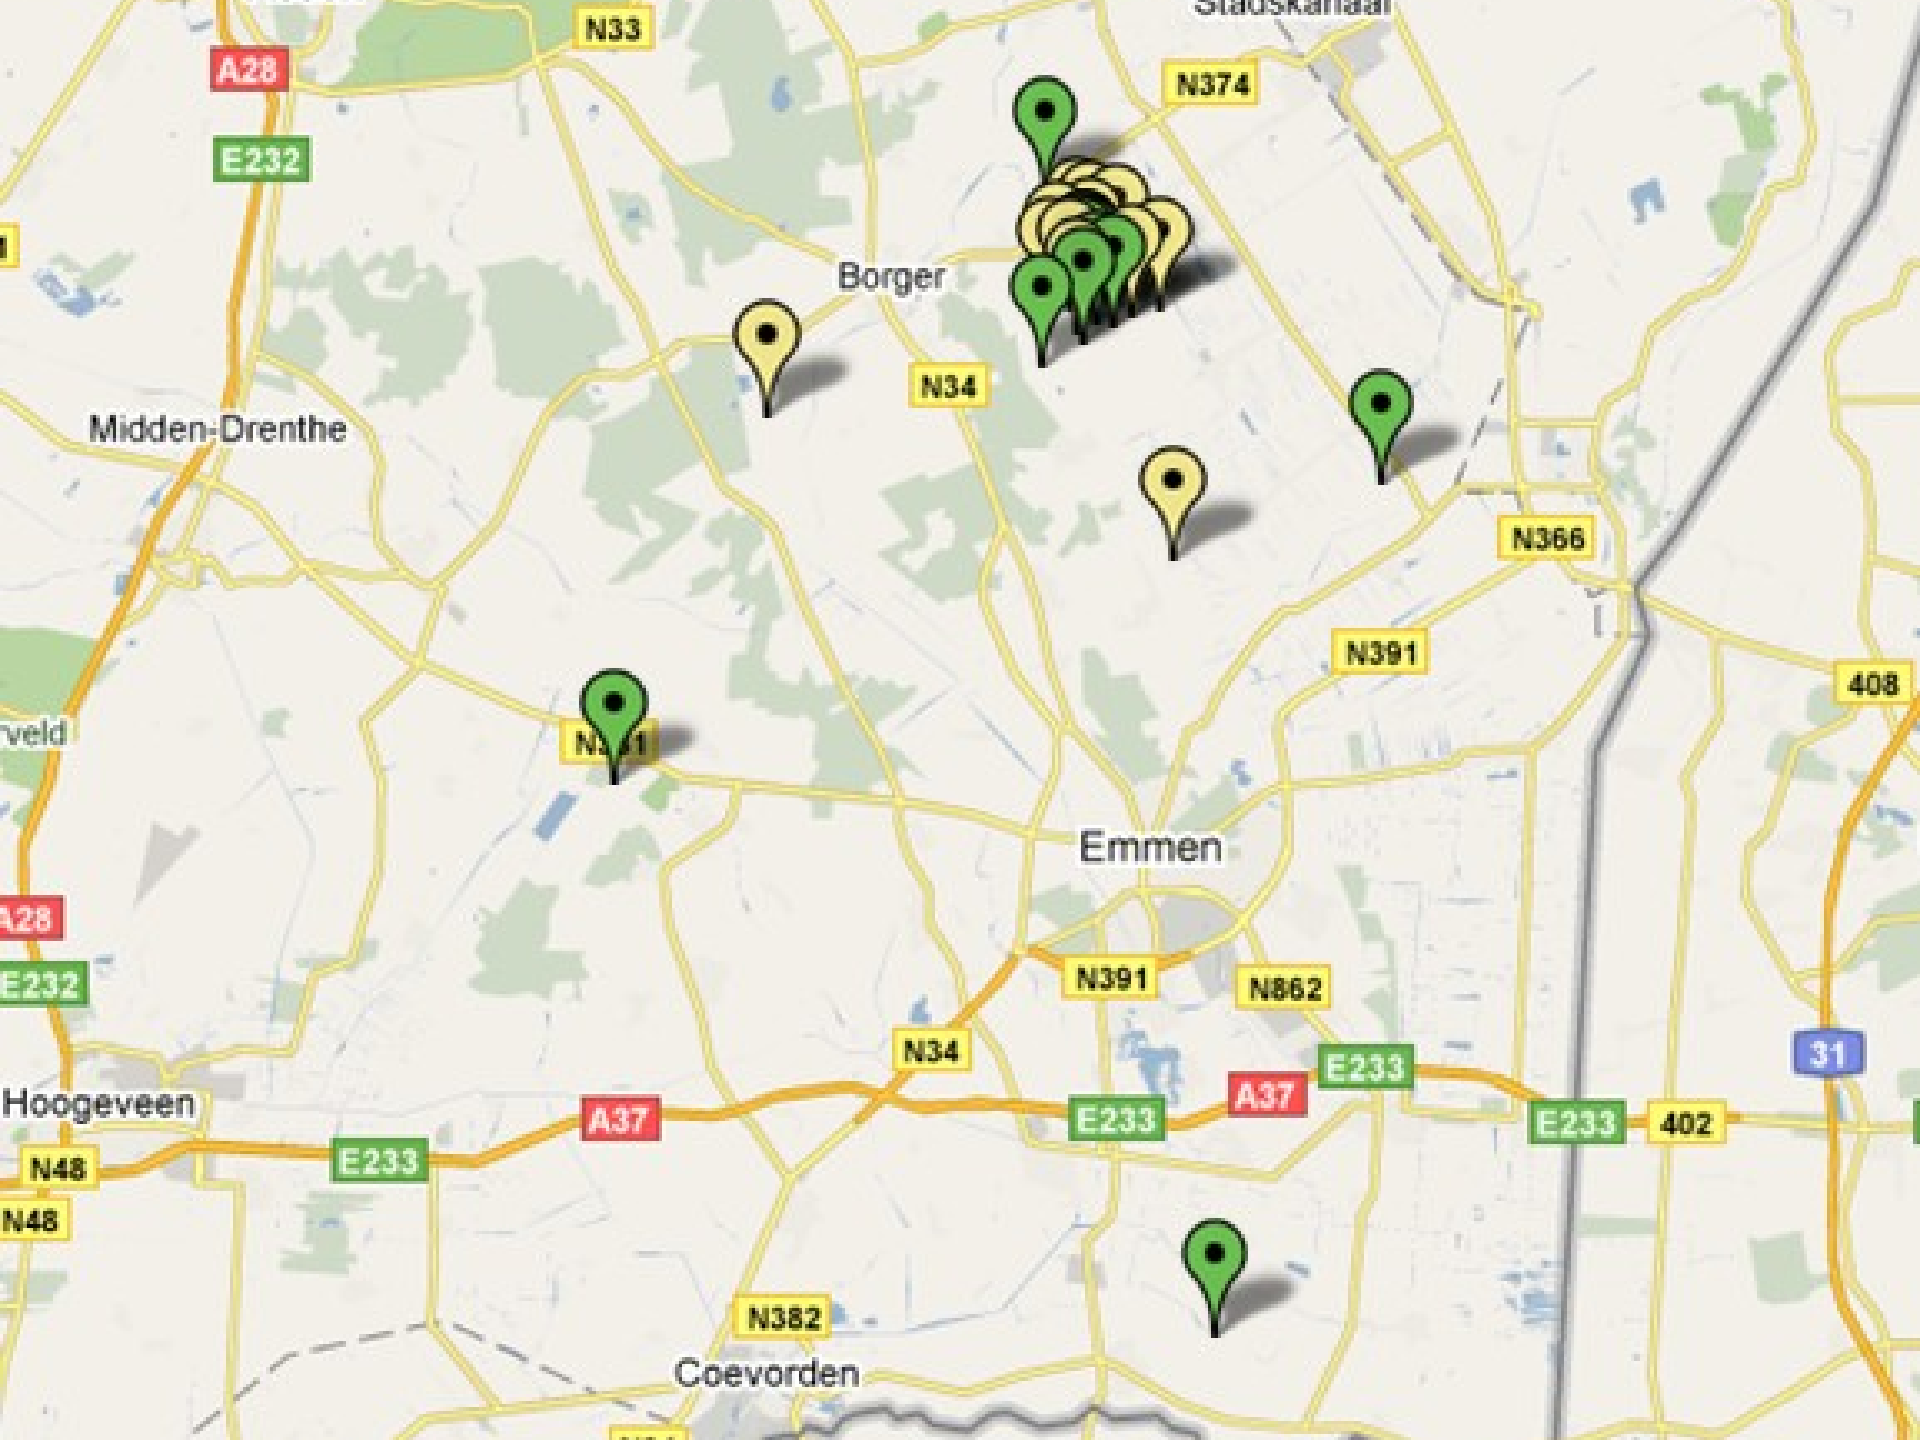 Stadskanaal
N33
A28
N374
E232
Borger
N34
Midden-Drenthe
N366
N391
408
Emmen
A28
N391
E232
N862
N34
31
E233
Hoogeveen
A37
A37
E233
E233
402
E233
N48
N48
N382
Coevorden